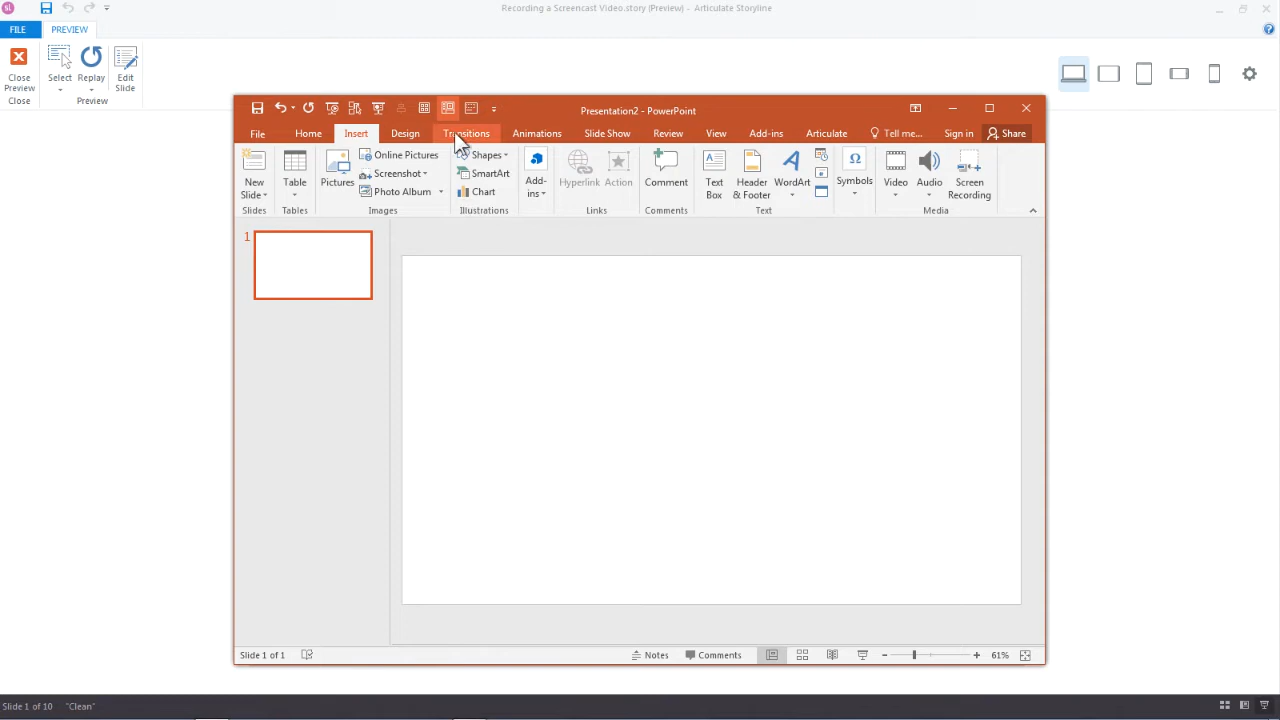 Recording a Screencast Video.story (Preview) - Articulate Storyline
FILE
PREVIEW
Close Preview
Select
Replay
Edit Slide
Close
Preview
Presentation2 - PowerPoint
File
Home
Insert
Design
Transitions
Animations
Slide Show
Review
View
Add-ins
Articulate
Tell me...
Sign in
Share
New Slide
Table
Pictures
Online Pictures
Screenshot
Photo Album
Shapes
SmartArt
Chart
Add-ins
Hyperlink
Action
Comment
Text Box
Header & Footer
WordArt
Symbols
Video
Audio
Screen Recording
Slides
Tables
Images
Illustrations
Links
Comments
Text
Media
1
Slide 1 of 1
Notes
Comments
61%
Slide 1 of 10
"Clean"